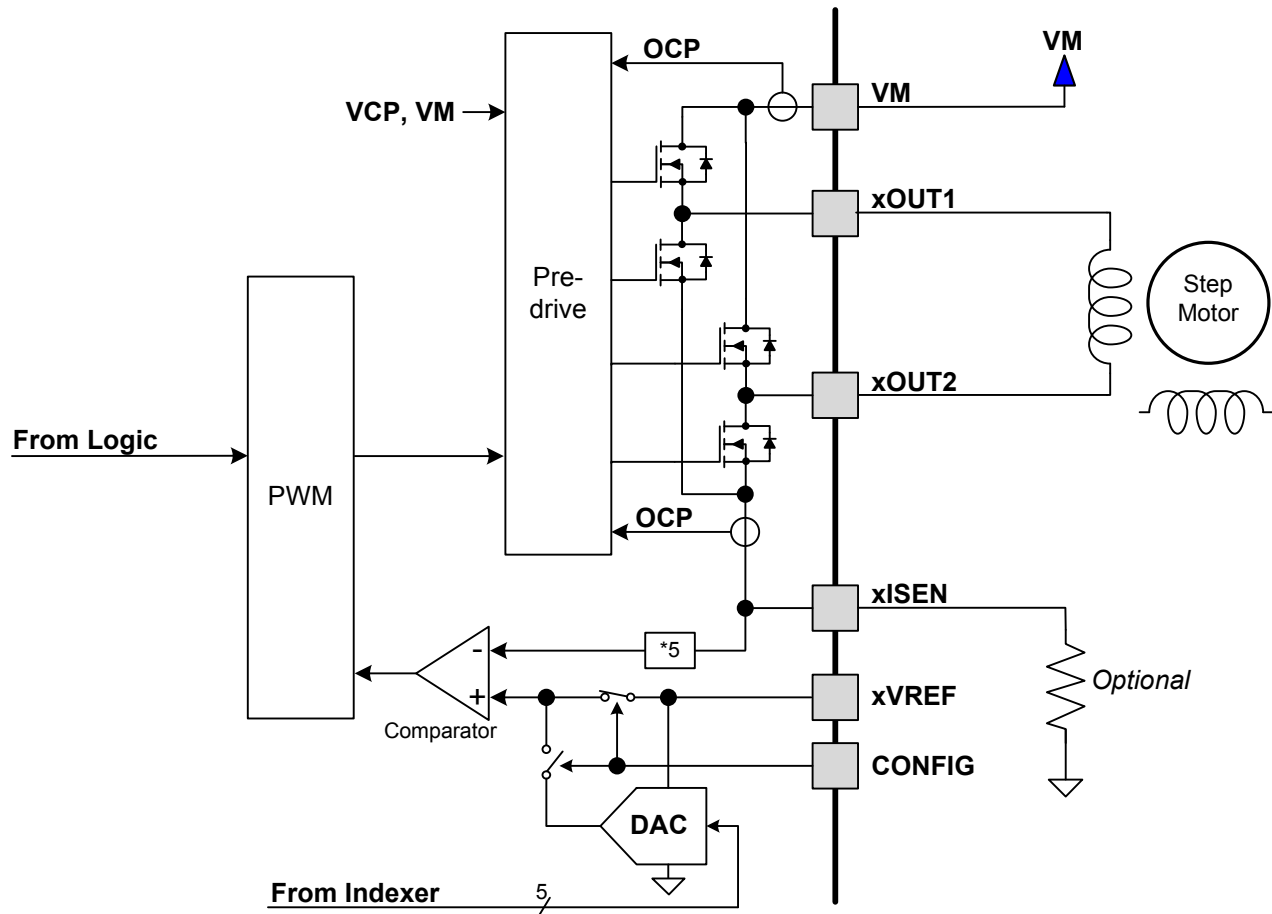 OCP
VM
VM
VCP, VM
xOUT1
Pre-
drive
Step
Motor
xOUT2
From Logic
PWM
OCP
xISEN
*5
-
+
Comparator
xVREF
Optional
CONFIG
DAC
From Indexer
5